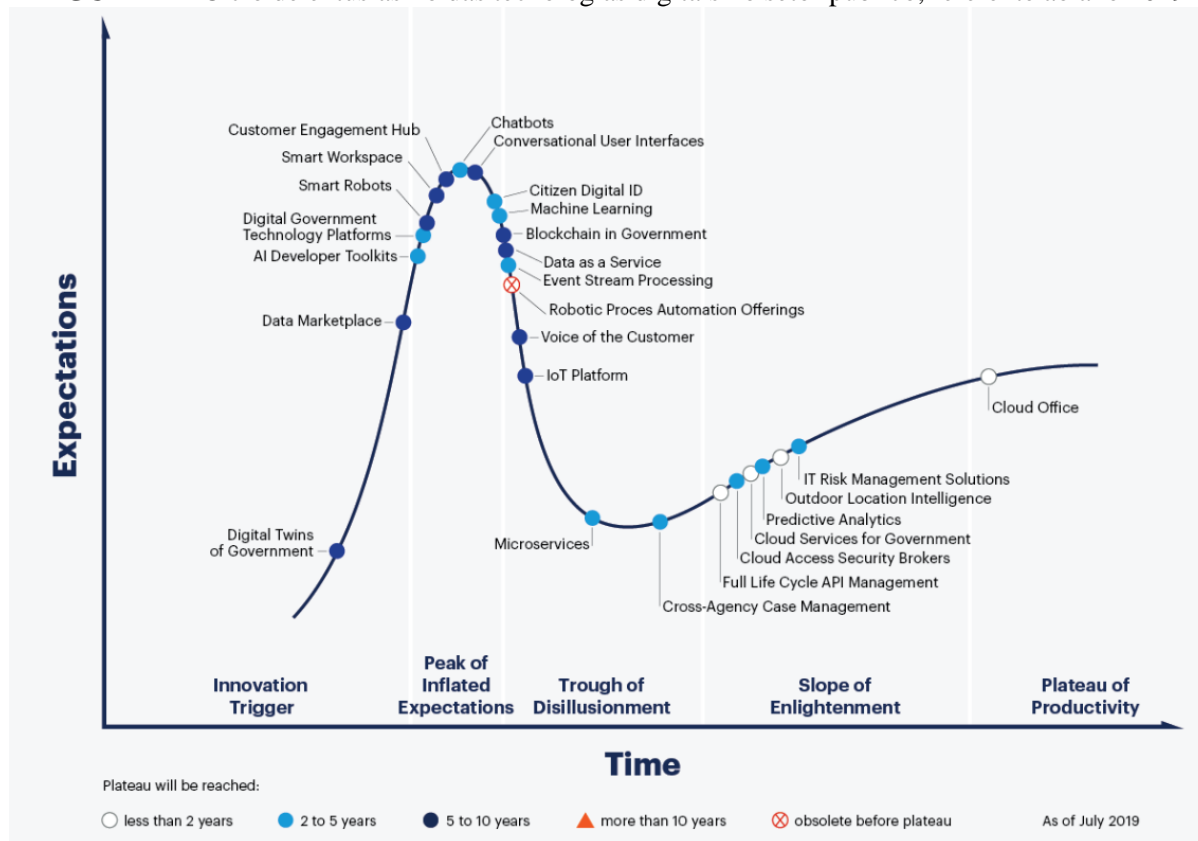 Customer Engagement Hub
Chatbots
Conversational User Interfaces
Smart Workspace
Smart Robots
Citizen Digital ID
Machine Learning
Digital Government
Technology Platforms
Blockchain in Government
AI Developer Toolkits
Data as a Service
Event Stream Processing
Robotic Proces Automation Offerings
Data Marketplace
Voice of the Customer
IoT Platform
Cloud Office
Expectations
IT Risk Management Solutions
Outdoor Location Intelligence
Predictive Analytics
Cloud Services for Government
Cloud Access Security Brokers
Full Life Cycle API Management
Cross-Agency Case Management
Microservices
Digital Twins
of Government
Innovation
Trigger
Peak of
Inflated
Expectations
Trough of
Disillusionment
Slope of
Enlightenment
Plateau of
Productivity
Time
Plateau will be reached:
less than 2 years
2 to 5 years
5 to 10 years
more than 10 years
obsolete before plateau
As of July 2019